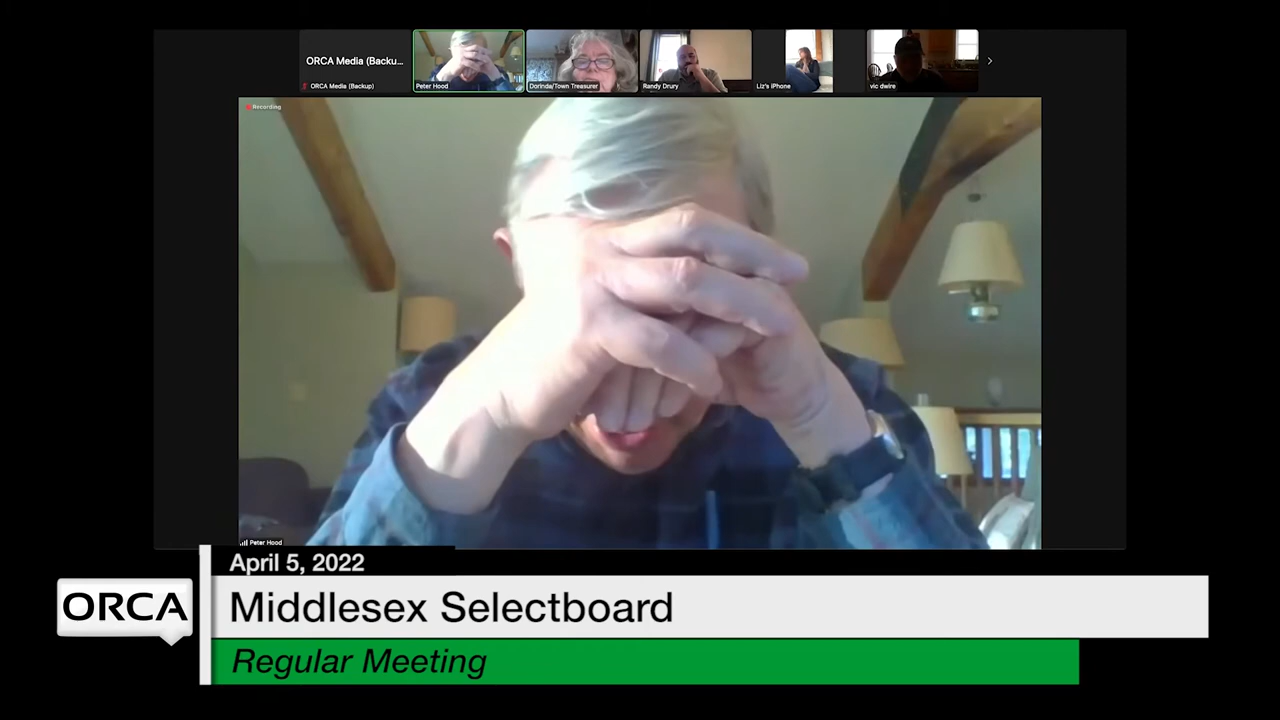 ORCA Media (Backu...
ORCA Media (Backup)
Peter Hood
Dorinda/Town Treasurer
Randy Drury
Liz's iPhone
vic dwire
Recording
Peter Hood
April 5, 2022
ORCA
Middlesex Selectboard
Regular Meeting